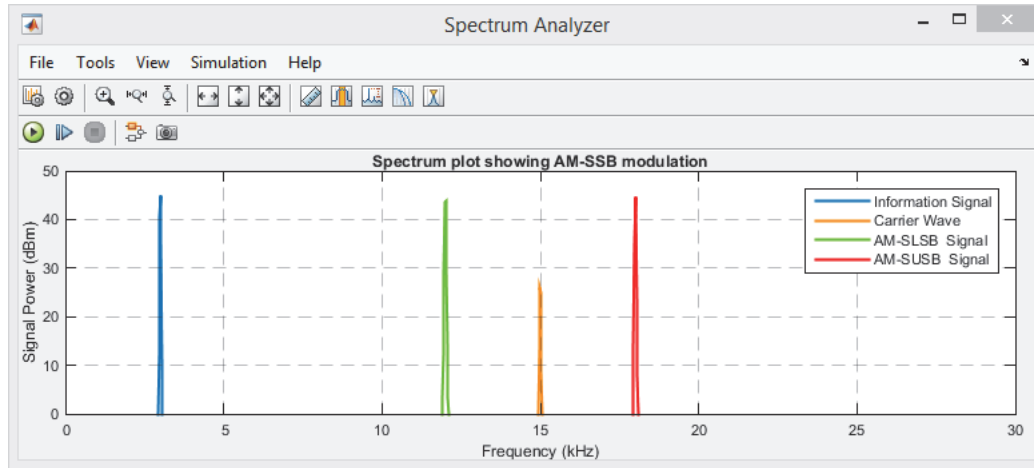 Spectrum Analyzer
File Tools View Simulation Help
Spectrum plot showing AM-SSB modulation
50
40
30
20
10
0
Signal Power (dBm)
Information Signal
Carrier Wave
AM-SLSB Signal
AM-SUSB Signal
0 5 10 15 20 25 30
Frequency (kHz)